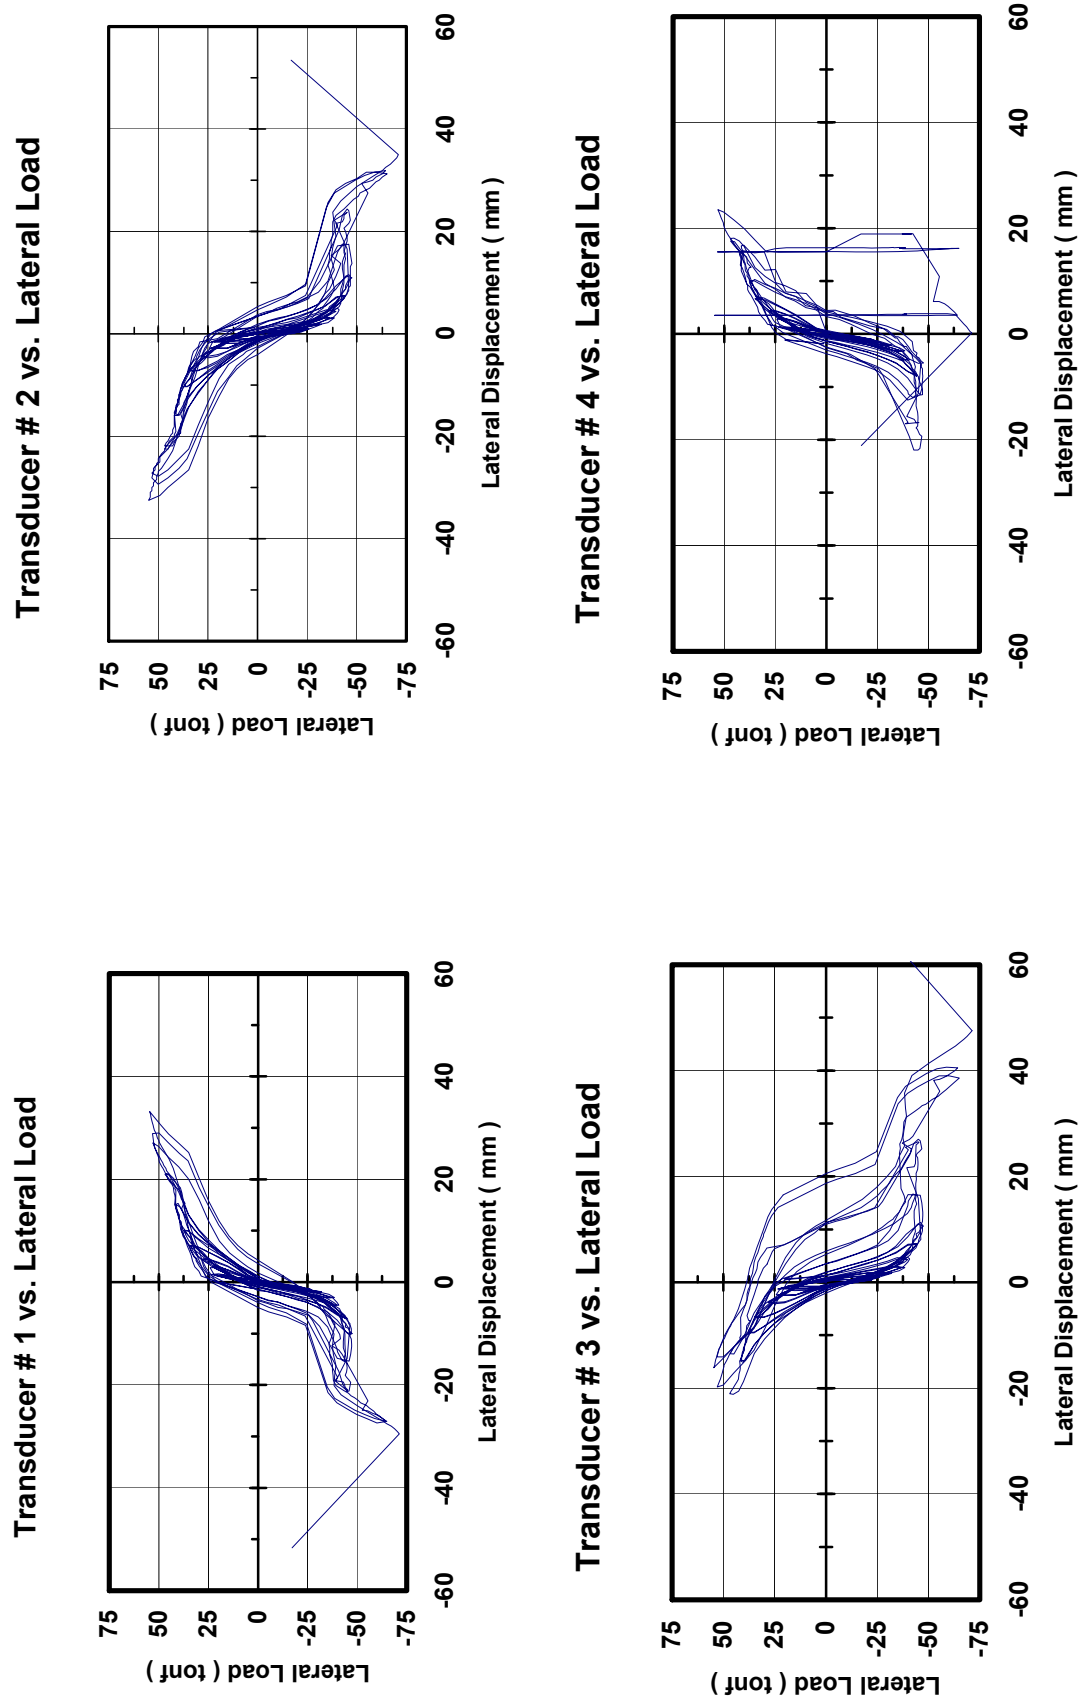 Transducer # 1 vs. Lateral Load
Lateral Load ( tonf )
75
50
25
0
-25
-50
-75
-60 -40 -20 0 20 40 60
Lateral Displacement ( mm )
Transducer # 2 vs. Lateral Load
Lateral Load ( tonf )
75
50
25
0
-25
-50
-75
-60 -40 -20 0 20 40 60
Lateral Displacement ( mm )
Transducer # 3 vs. Lateral Load
Lateral Load ( tonf )
75
50
25
0
-25
-50
-75
-60 -40 -20 0 20 40 60
Lateral Displacement ( mm )
Transducer # 4 vs. Lateral Load
Lateral Load ( tonf )
75
50
25
0
-25
-50
-75
-60 -40 -20 0 20 40 60
Lateral Displacement ( mm )